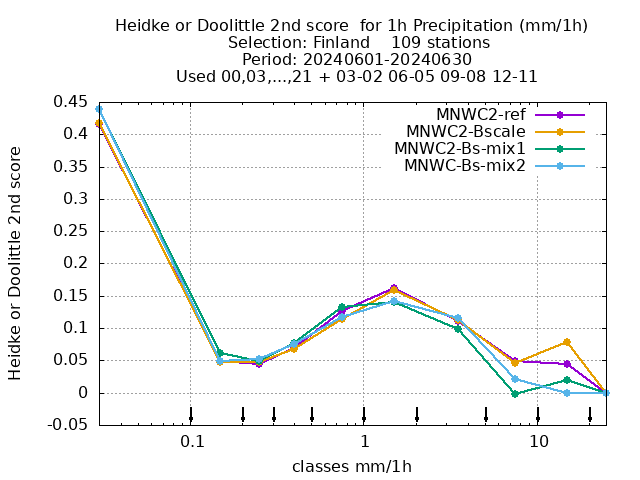 Heidke or Doolittle 2nd score  for 1h Precipitation (mm/1h)
Selection: Finland    109 stations
Period: 20240601-20240630
Used 00,03,...,21 + 03-02 06-05 09-08 12-11
MNWC2-ref
MNWC2-Bscale
MNWC2-Bs-mix1
MNWC-Bs-mix2
Heidke or Doolittle 2nd score
0.45
0.4
0.35
0.3
0.25
0.2
0.15
0.1
0.05
0
-0.05
0.1 1 10
classes mm/1h